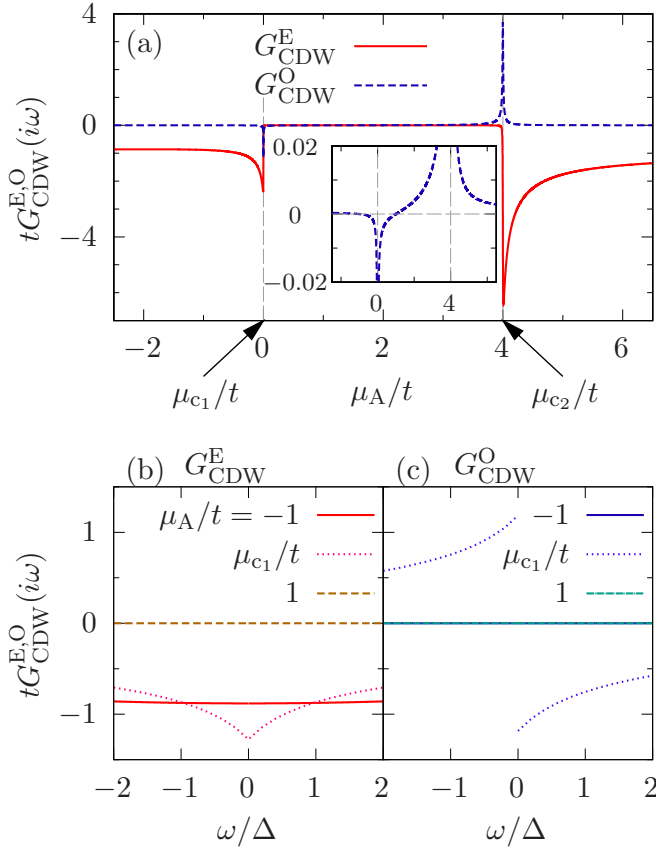 (a)
G^E_CDW
G^O_CDW
tG^{E,O}_CDW(iω)
4
0
−4
0.02
0
−0.02
0 4
−2 0 2 4 6
μ_c₁/t μ_A/t μ_c₂/t
(b) G^E_CDW
(c) G^O_CDW
tG^{E,O}_CDW(iω)
1
0
−1
μ_A/t = −1
μ_c₁/t
1
−1
μ_c₁/t
1
−2 −1 0 1 2
−1 0 1 2
ω/Δ
ω/Δ